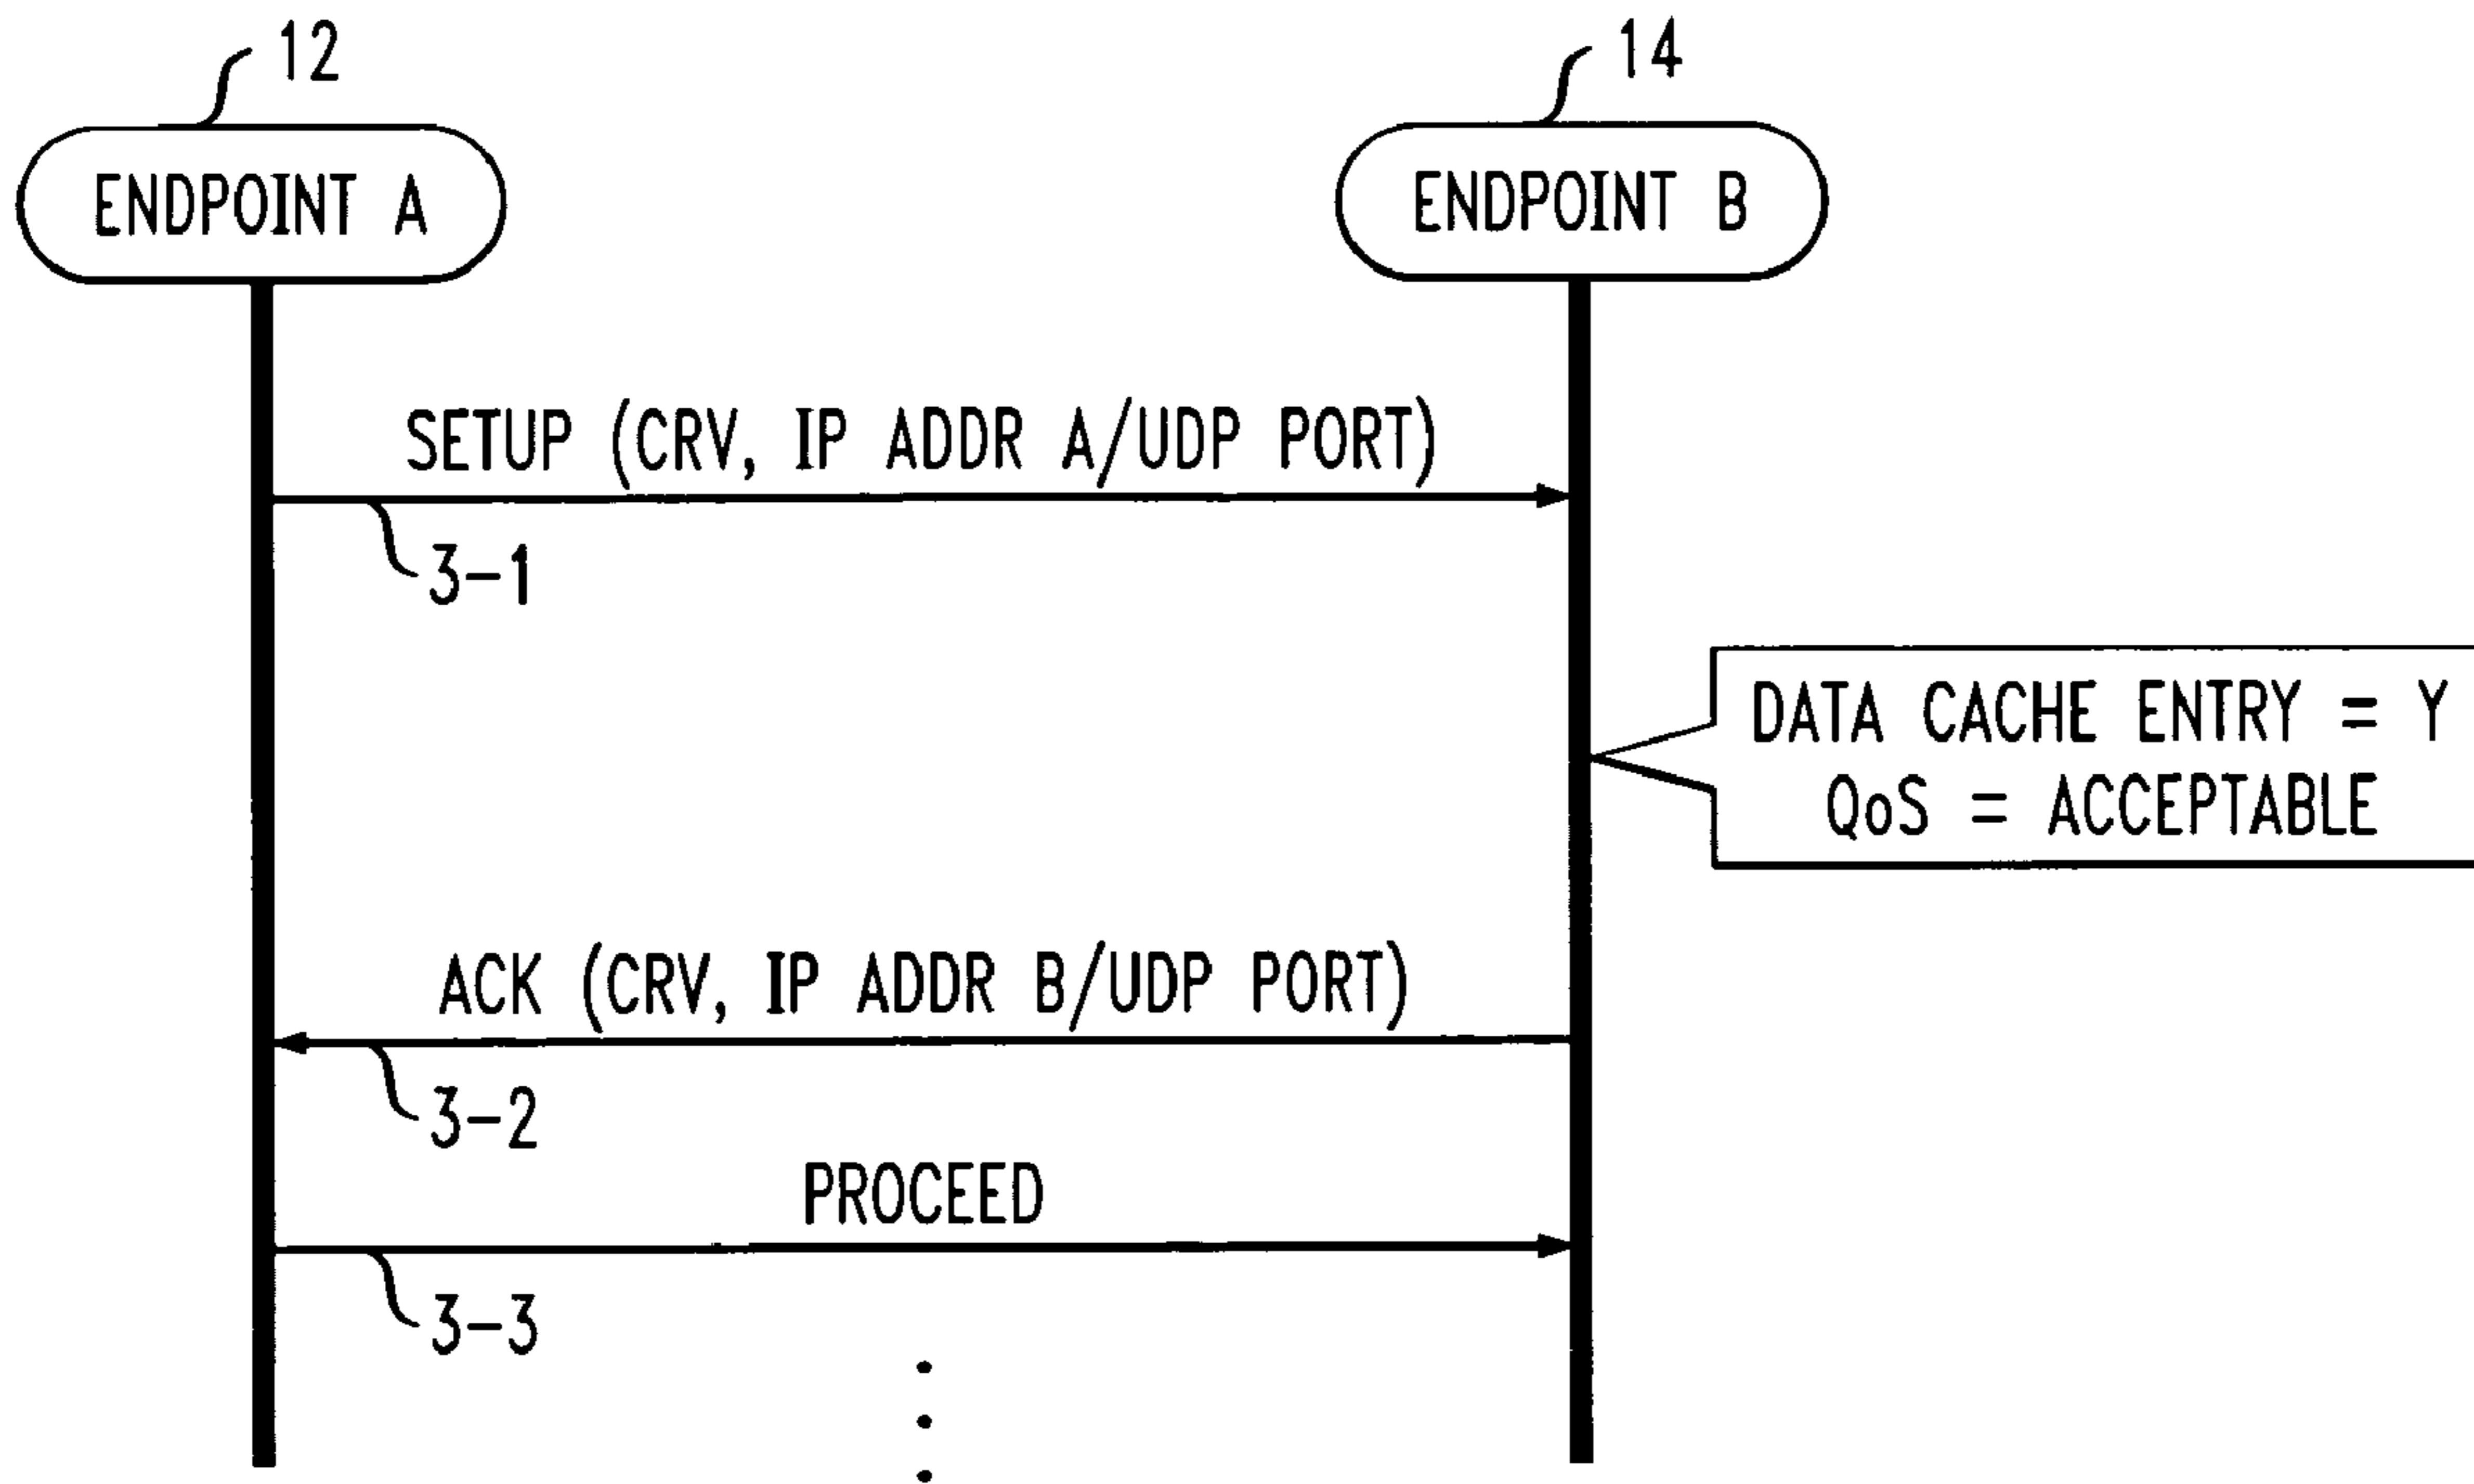 12
14
ENDPOINT A
ENDPOINT B
SETUP (CRV, IP ADDR A/UDP PORT)
3-1
DATA CACHE ENTRY = Y
QoS = ACCEPTABLE
ACK (CRV, IP ADDR B/UDP PORT)
3-2
PROCEED
3-3